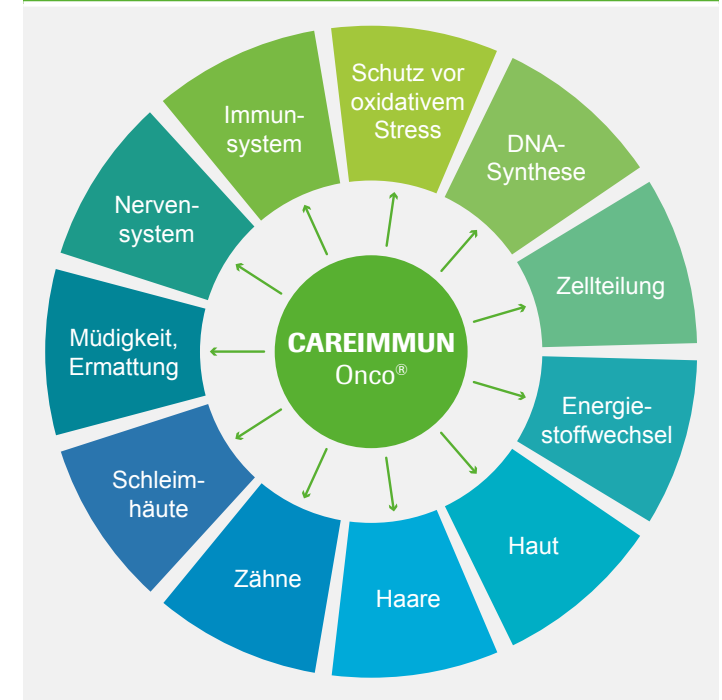 Schutz vor
oxidativem
Stress
DNA-
Synthese
Zellteilung
Energie-
stoffwechsel
Haut
Haare
Zähne
Schleim-
häute
Müdigkeit,
Ermattung
Nerven-
system
Immun-
system
CAREIMMUN
Onco®